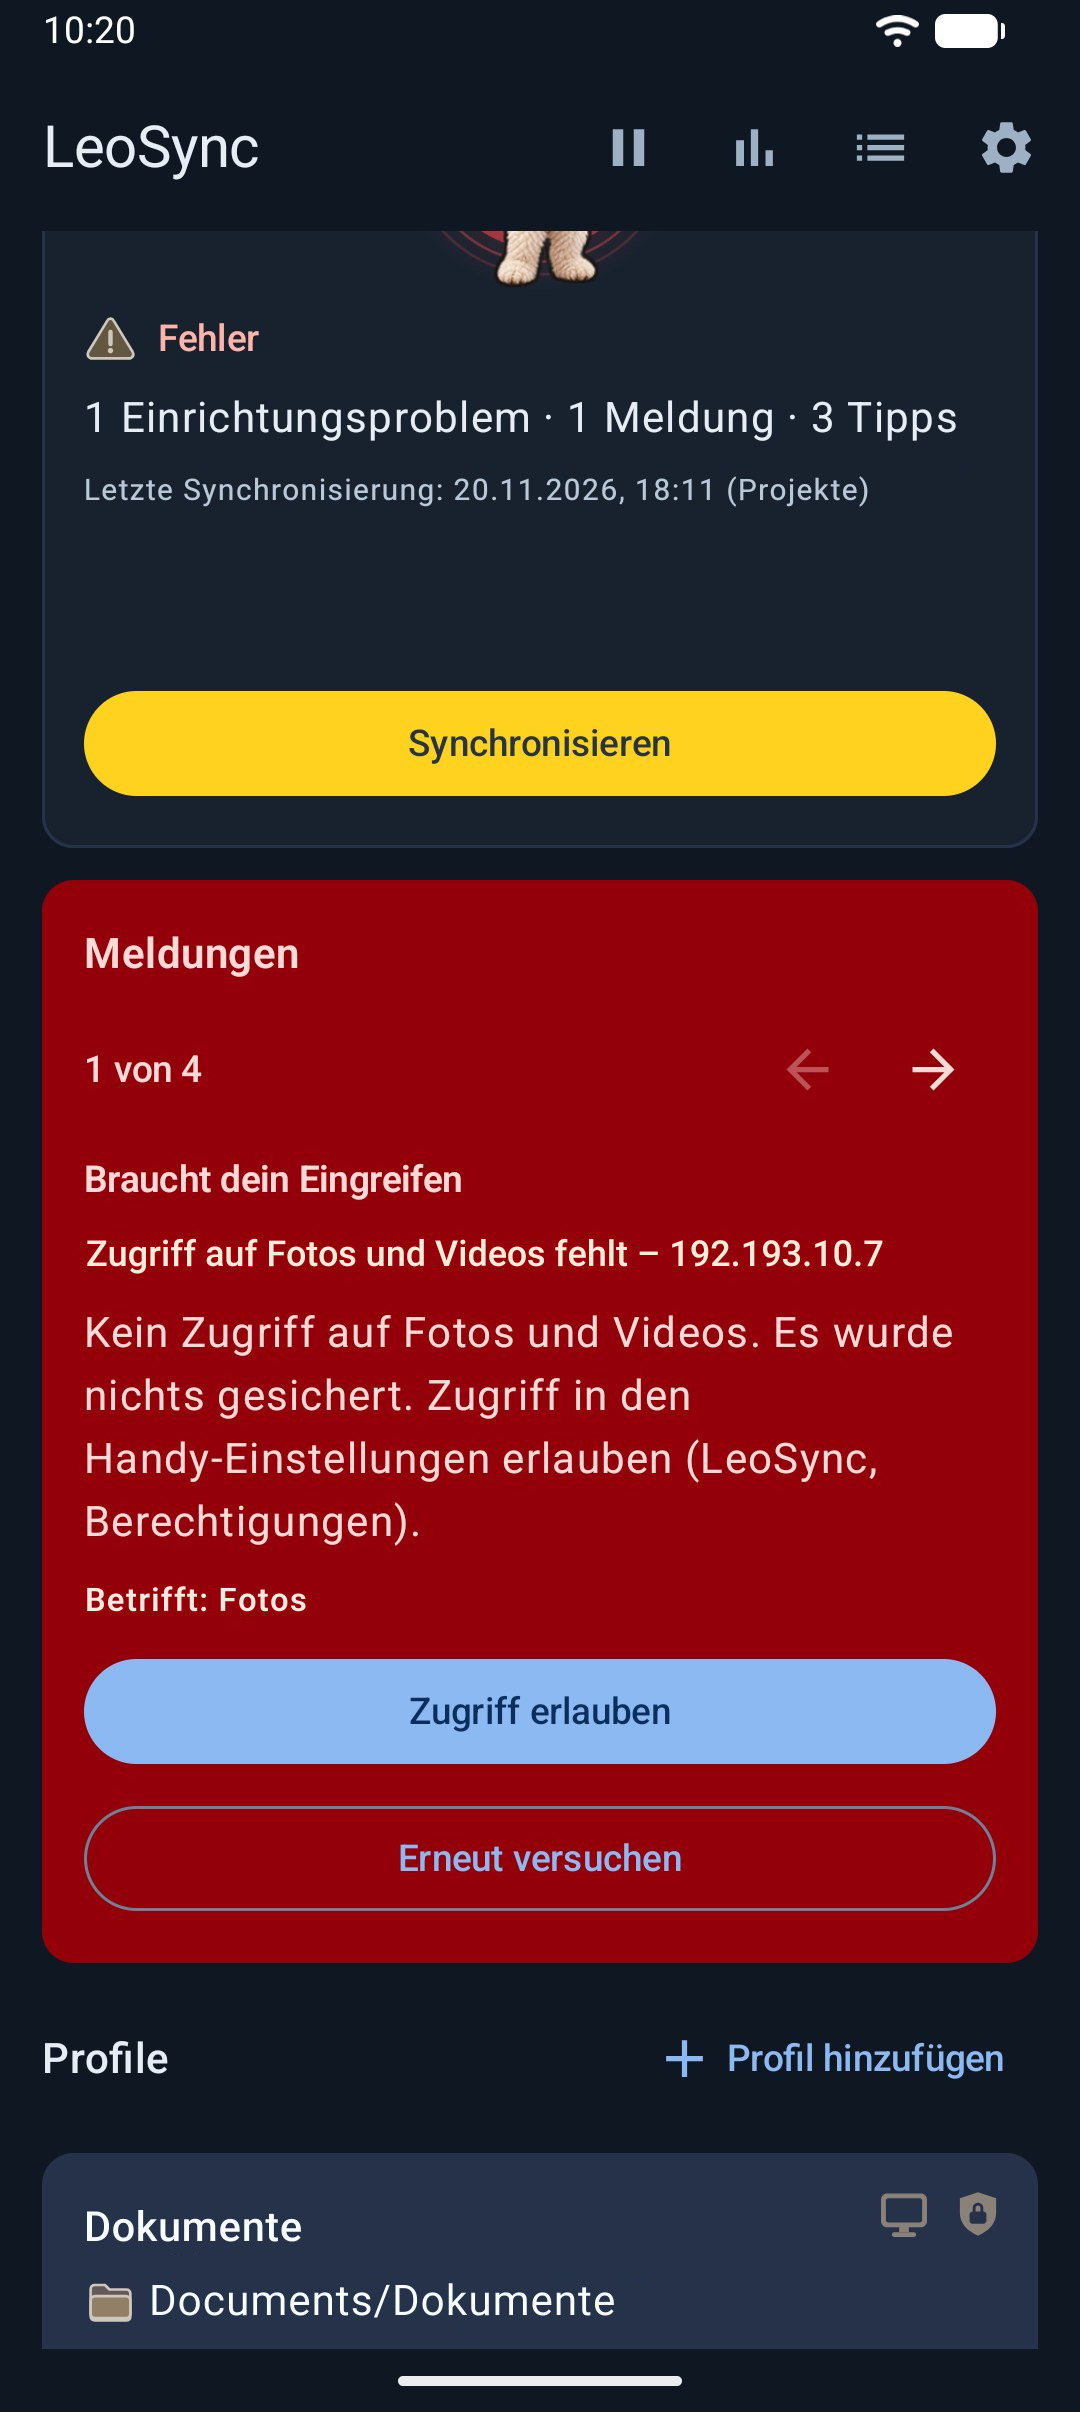 10:20
LeoSync
Fehler
1 Einrichtungsproblem · 1 Meldung · 3 Tipps
Letzte Synchronisierung: 20.11.2026, 18:11 (Projekte)
Synchronisieren
Meldungen
1 von 4
Braucht dein Eingreifen
Zugriff auf Fotos und Videos fehlt – 192.193.10.7
Kein Zugriff auf Fotos und Videos. Es wurde
nichts gesichert. Zugriff in den
Handy-Einstellungen erlauben (LeoSync,
Berechtigungen).
Betrifft: Fotos
Zugriff erlauben
Erneut versuchen
Profile
Profil hinzufügen
Dokumente
Documents/Dokumente